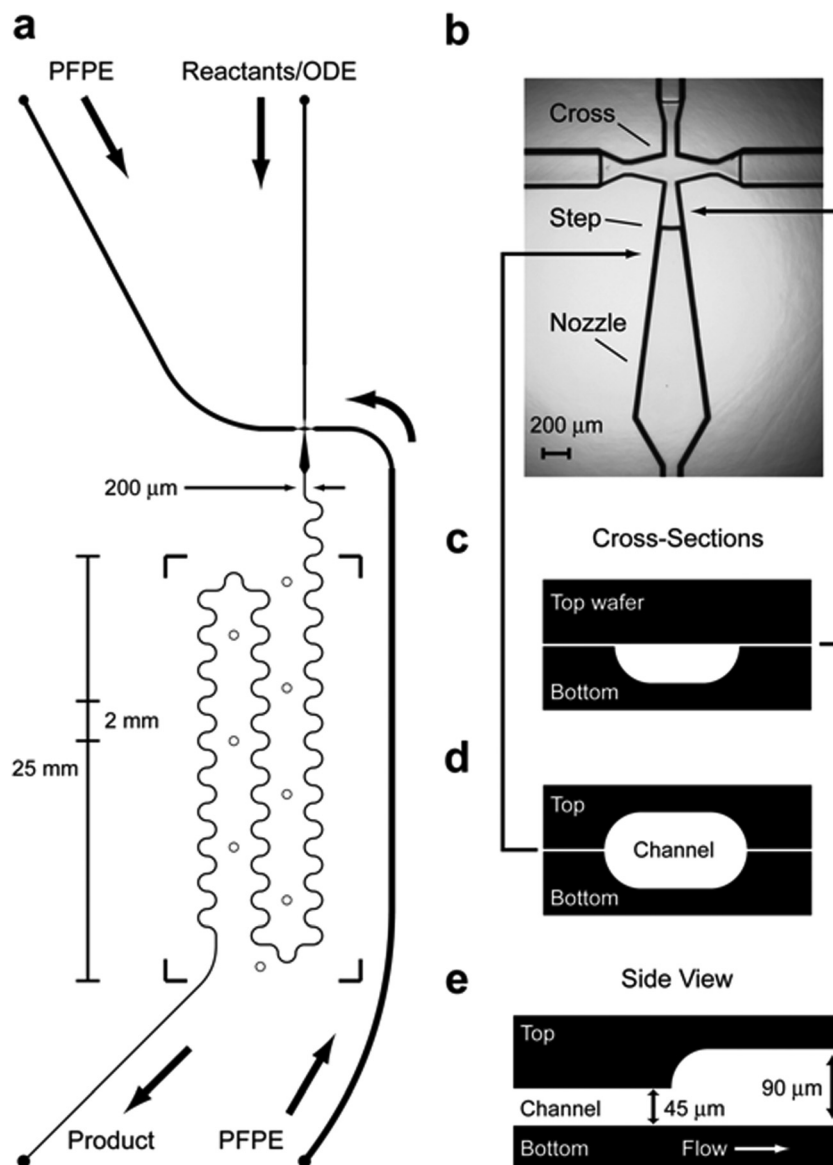 a
PFPE
Reactants/ODE
200 μm
2 mm
25 mm
Product
PFPE
b
Cross
Step
Nozzle
200 μm
c
Cross-Sections
Top wafer
Bottom
d
Top
Channel
Bottom
e
Side View
Top
90 μm
Channel
45 μm
Bottom
Flow